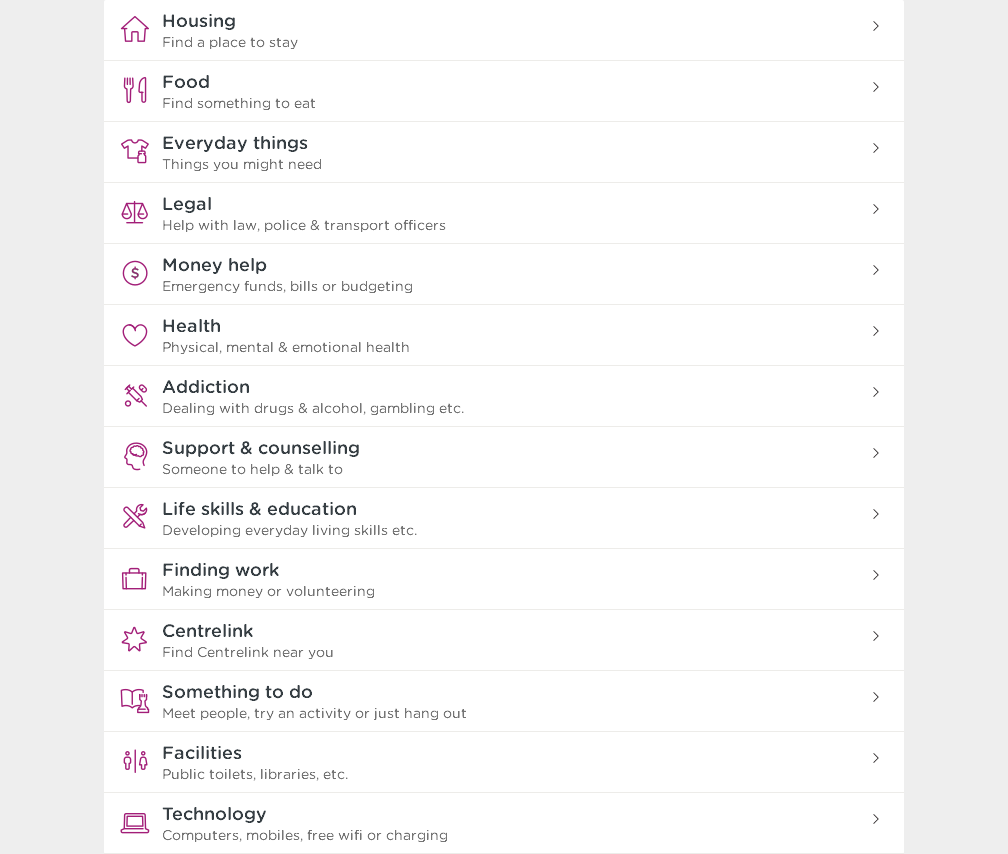 Housing
Find a place to stay
Food
Find something to eat
Everyday things
Things you might need
Legal
Help with law, police & transport officers
Money help
Emergency funds, bills or budgeting
Health
Physical, mental & emotional health
Addiction
Dealing with drugs & alcohol, gambling etc.
Support & counselling
Someone to help & talk to
Life skills & education
Developing everyday living skills etc.
Finding work
Making money or volunteering
Centrelink
Find Centrelink near you
Something to do
Meet people, try an activity or just hang out
Facilities
Public toilets, libraries, etc.
Technology
Computers, mobiles, free wifi or charging